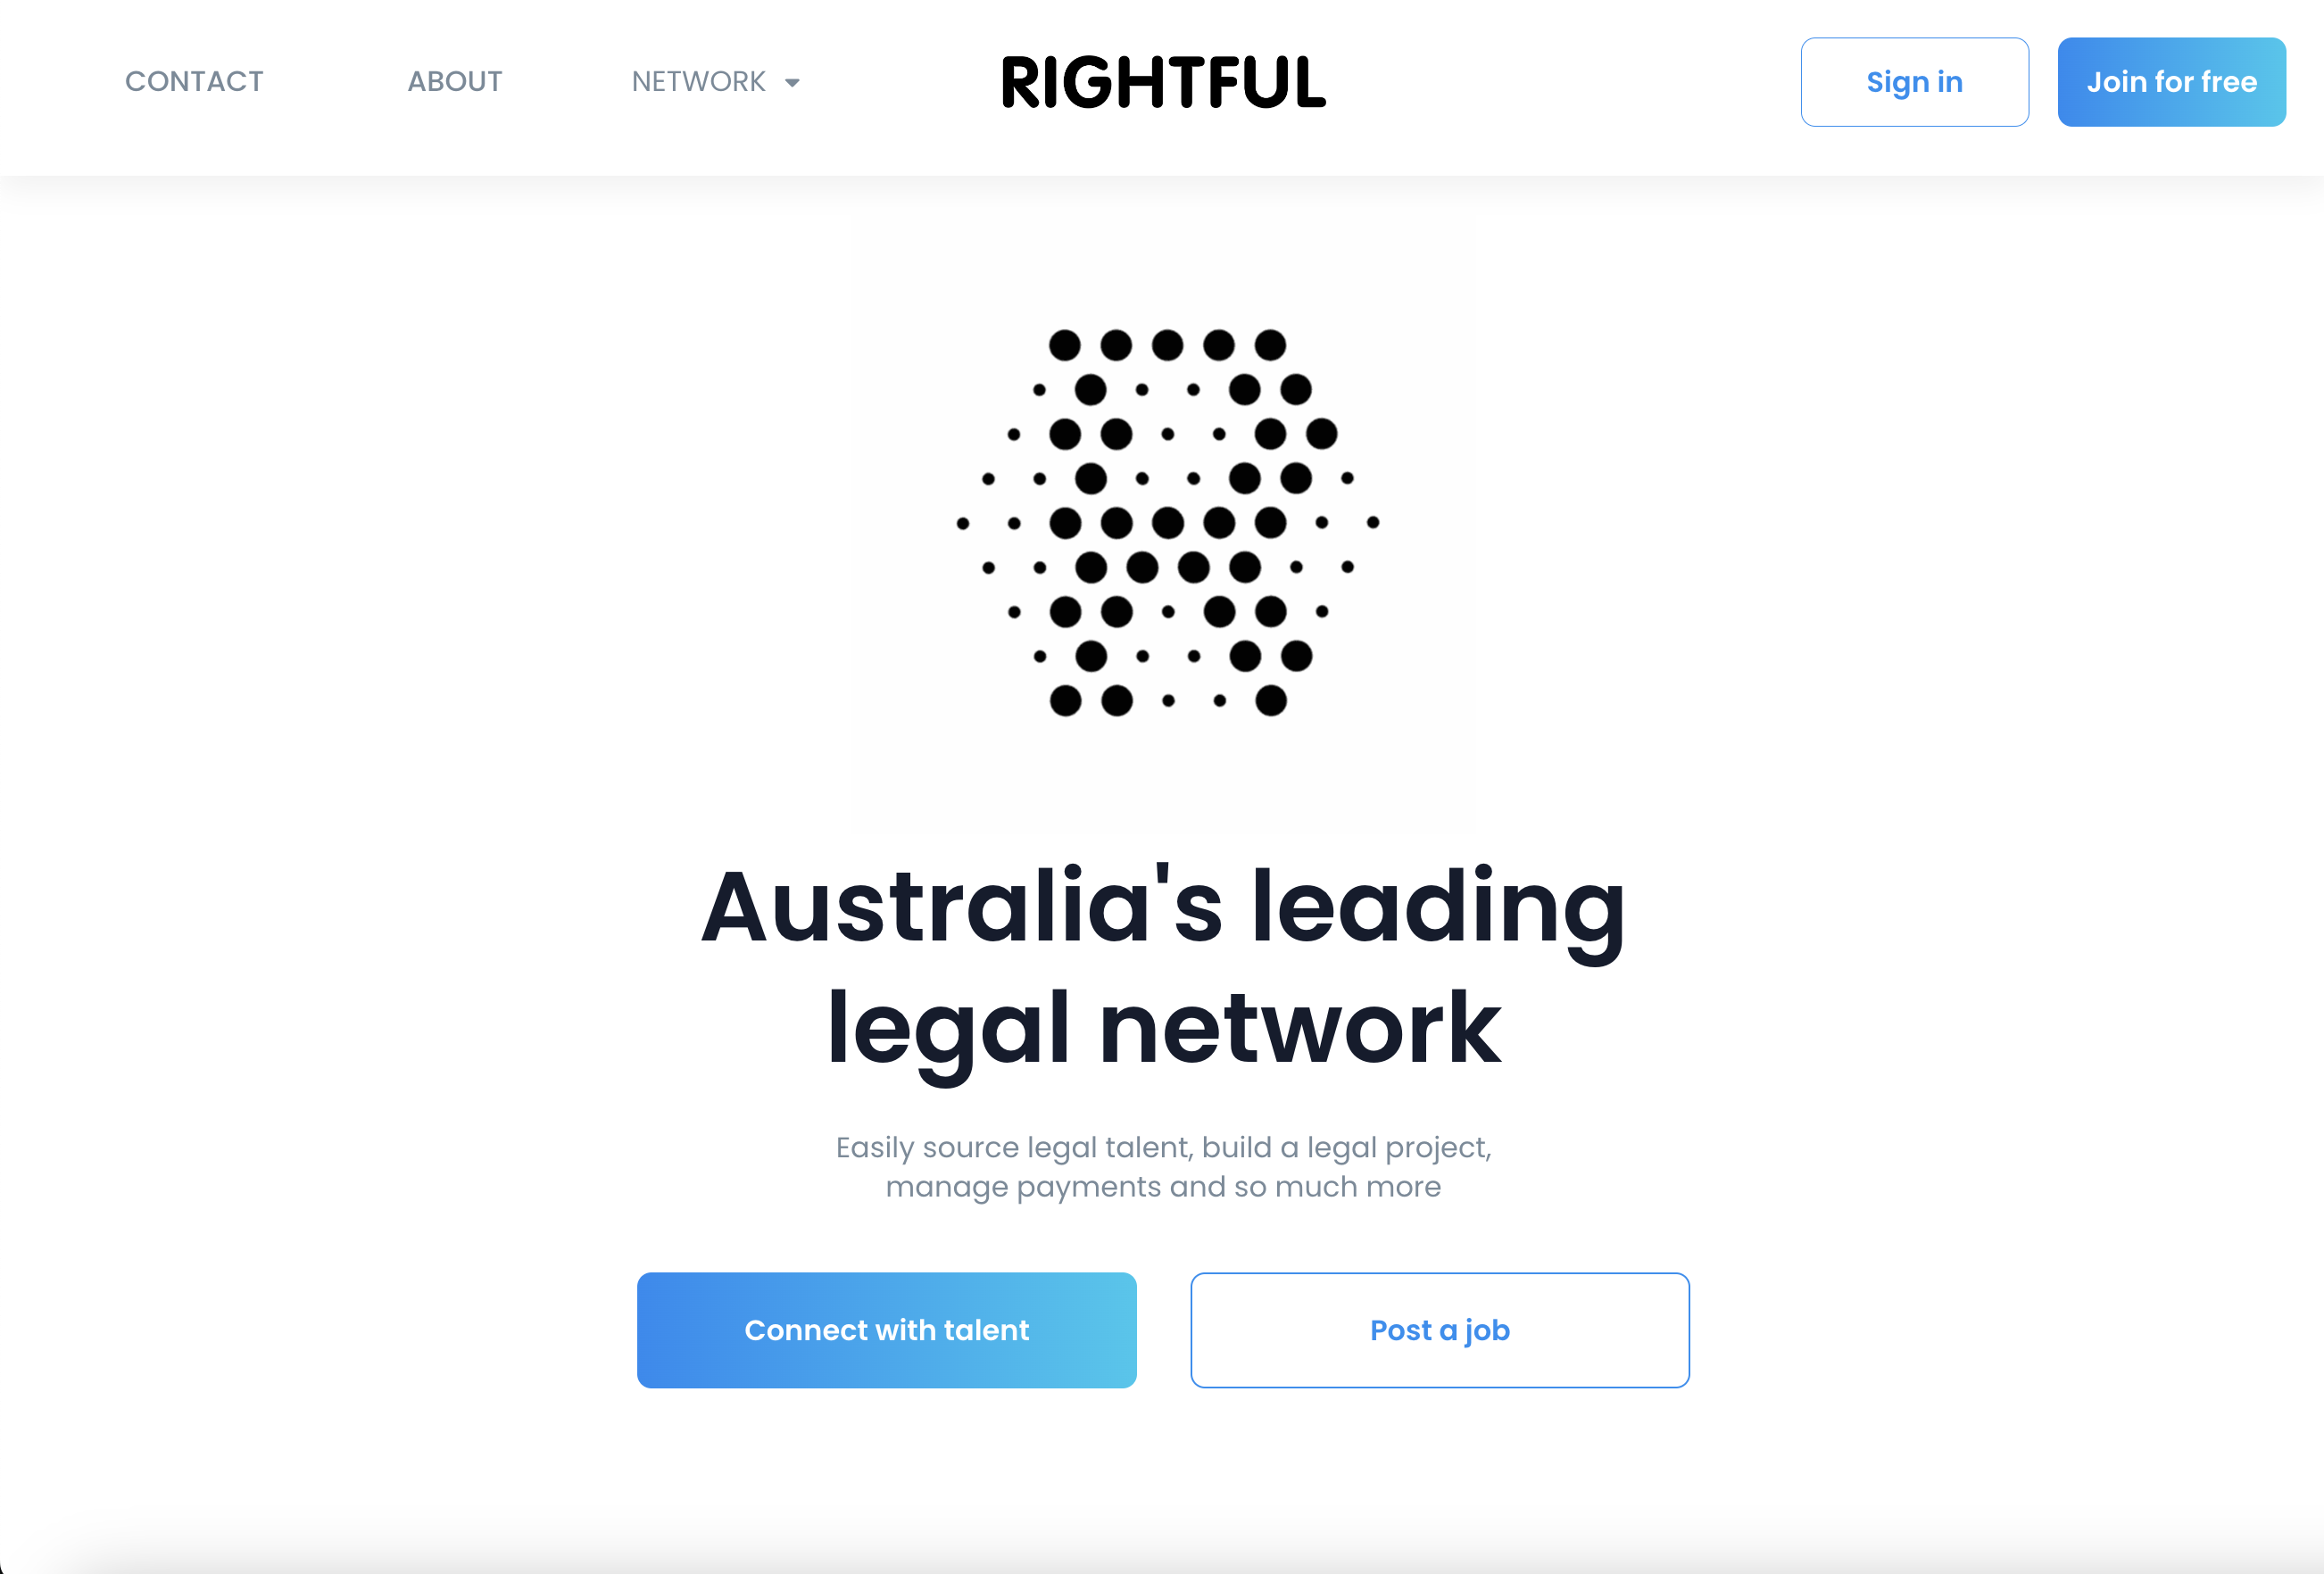 CONTACT
ABOUT
NETWORK
RIGHTFUL
Sign in
Join for free
Australia's leading
legal network
Easily source legal talent, build a legal project,
manage payments and so much more
Connect with talent
Post a job